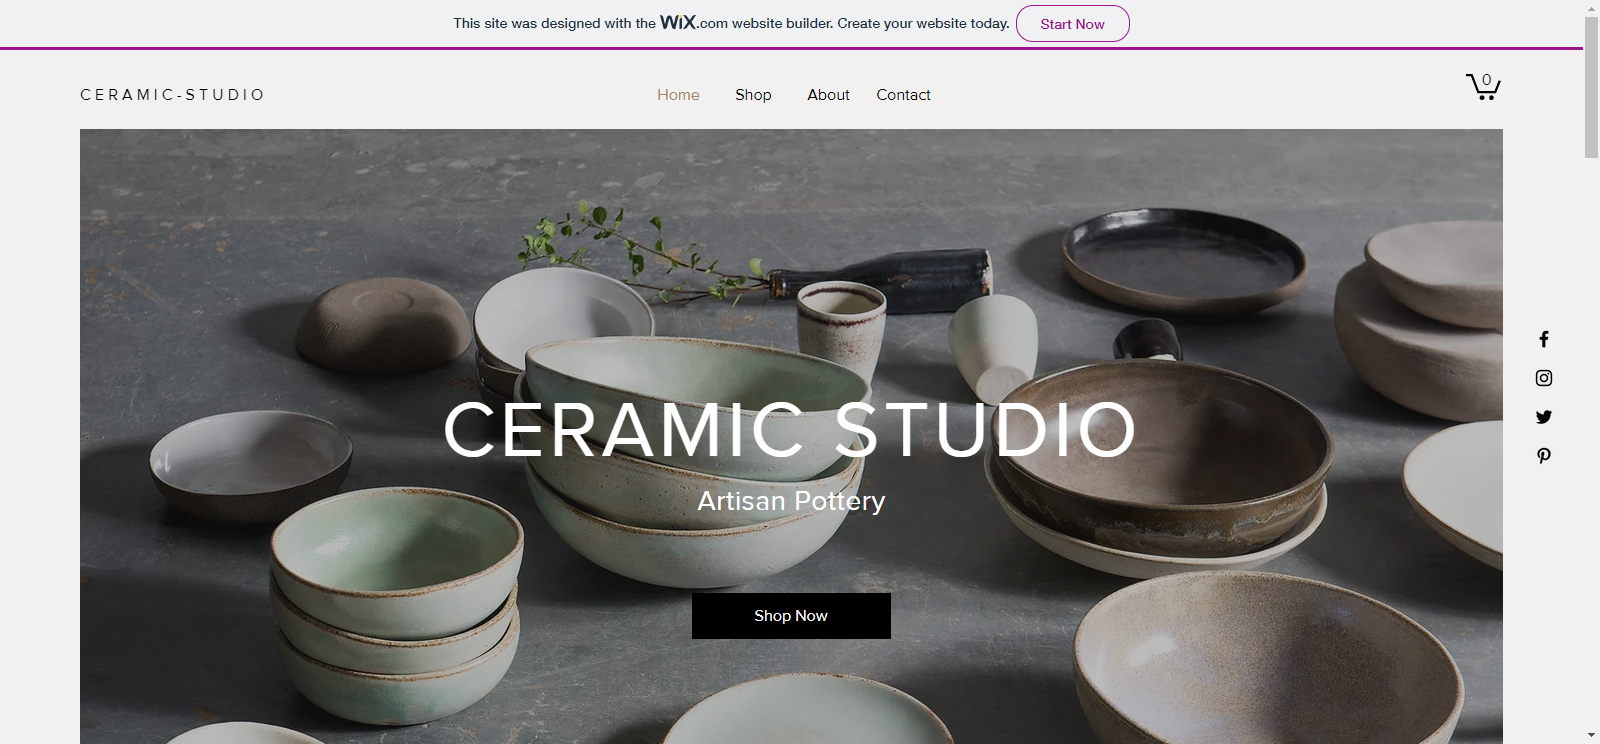 This site was designed with the WiX.com website builder. Create your website today. Start Now
CERAMIC-STUDIO
Home Shop About Contact
0
CERAMIC STUDIO
Artisan Pottery
Shop Now